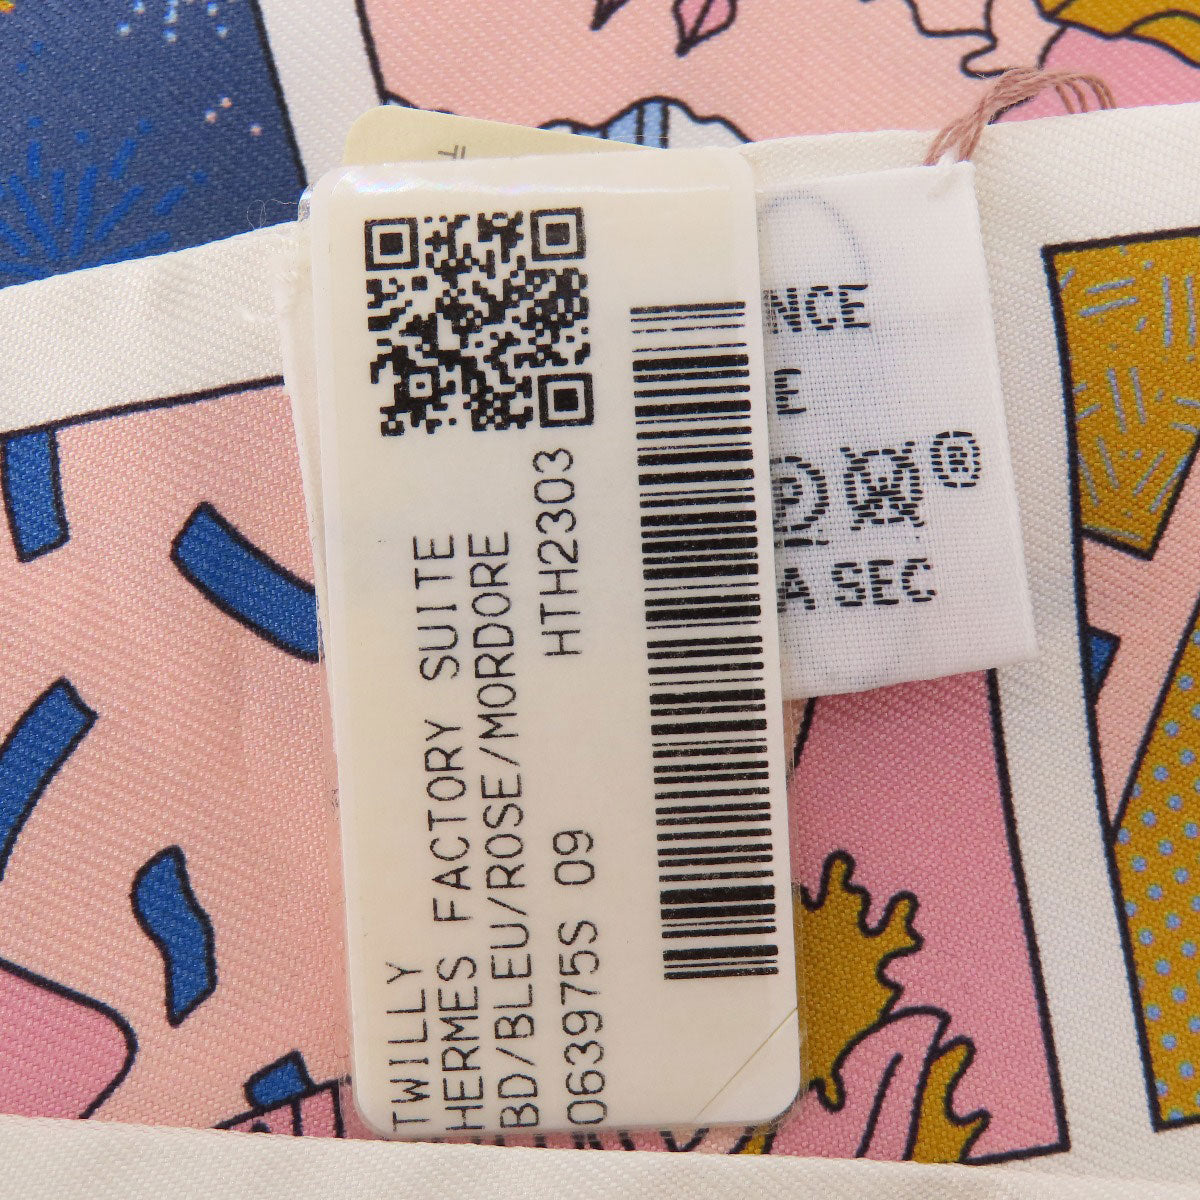 TWILLY
HERMES FACTORY SUITE
BD/BLEU/ROSE/MORDORE
063975S 09 HTH2303
NCE
E
P ®
A SEC